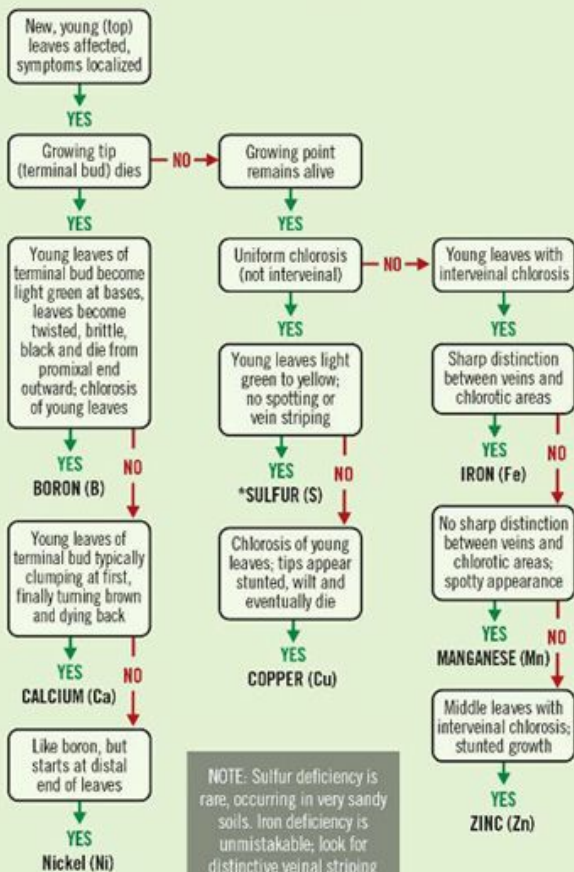 New, young (top)
leaves affected,
symptoms localized
YES
Growing tip
(terminal bud) dies
NO
Growing point
remains alive
YES
YES
Young leaves of
terminal bud become
light green at bases,
leaves become
twisted, brittle,
black and die from
promixal end
outward; chlorosis
of young leaves
Uniform chlorosis
(not interveinal)
NO
Young leaves with
interveinal chlorosis
YES
YES
Young leaves light
green to yellow;
no spotting or
vein striping
Sharp distinction
between veins and
chlorotic areas
YES
NO
BORON (B)
YES
NO
*SULFUR (S)
YES
NO
IRON (Fe)
Young leaves of
terminal bud typically
clumping at first,
finally turning brown
and dying back
Chlorosis of young
leaves; tips appear
stunted, wilt and
eventually die
No sharp distinction
between veins and
chlorotic areas;
spotty appearance
YES
NO
CALCIUM (Ca)
YES
COPPER (Cu)
YES
NO
MANGANESE (Mn)
Like boron, but
starts at distal
end of leaves
Middle leaves with
interveinal chlorosis;
stunted growth
YES
Nickel (Ni)
YES
ZINC (Zn)
NOTE: Sulfur deficiency is
rare, occurring in very sandy
soils. Iron deficiency is
unmistakable; look for
distinctive veinal striping